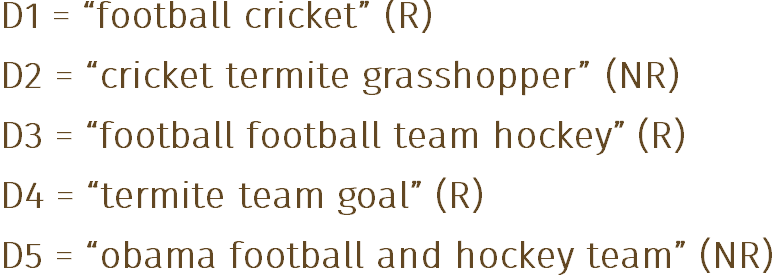 D1 = “football cricket” (R)
D2 = “cricket termite grasshopper” (NR)
D3 = “football football team hockey” (R)
D4 = “termite team goal” (R)
D5 = “obama football and hockey team” (NR)